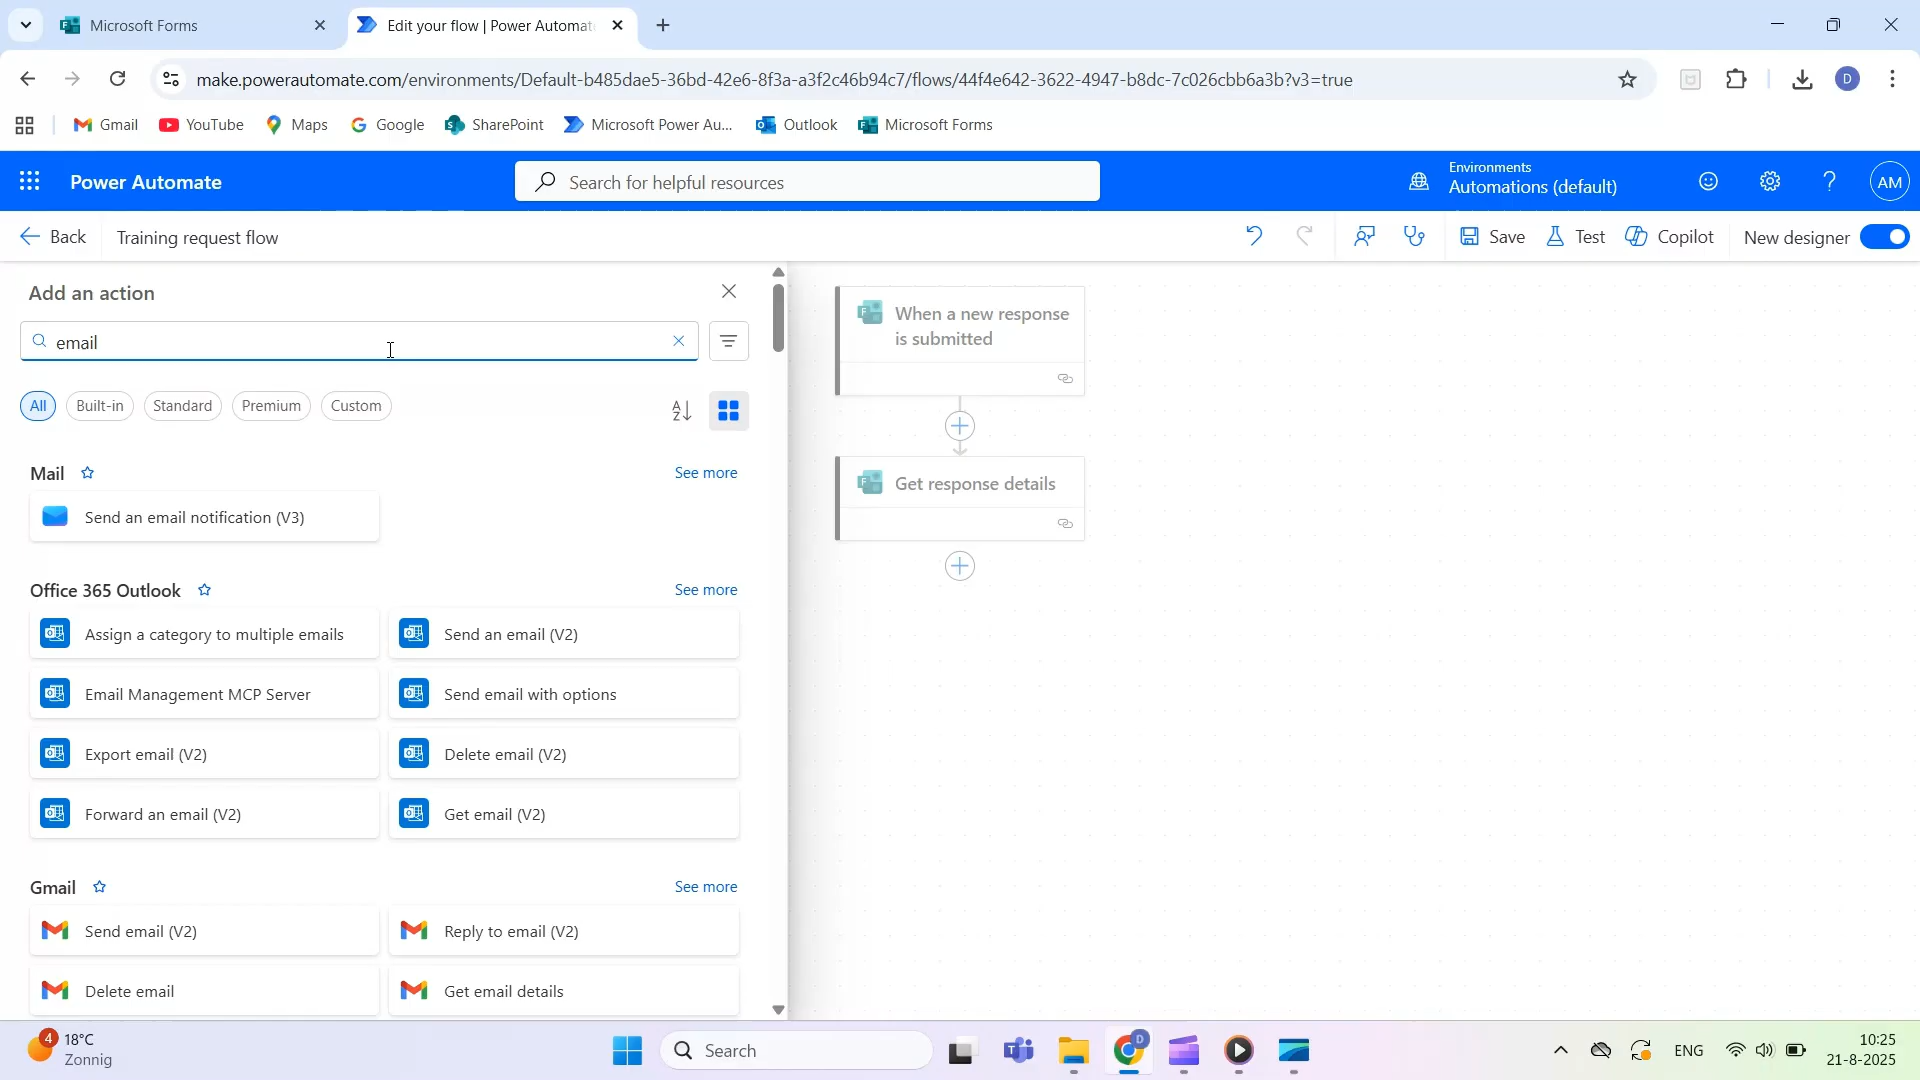 Microsoft Forms
Edit your flow | Power Automat
make.powerautomate.com/environments/Default-b485dae5-36bd-42e6-8f3a-a3f2c46b94c7/flows/44f4e642-3622-4947-b8dc-7c026cbb6a3b?v3=true
D
Gmail
YouTube
Maps
Google
SharePoint
Microsoft Power Au...
Outlook
Microsoft Forms
Power Automate
Search for helpful resources
Environments
Automations (default)
AM
Back
Training request flow
Save
Test
Copilot
New designer
Add an action
email
All
Built-in
Standard
Premium
Custom
Mail
See more
Send an email notification (V3)
Office 365 Outlook
See more
Assign a category to multiple emails
Send an email (V2)
Email Management MCP Server
Send email with options
Export email (V2)
Delete email (V2)
Forward an email (V2)
Get email (V2)
Gmail
See more
Send email (V2)
Reply to email (V2)
Delete email
Get email details
When a new response
is submitted
Get response details
4
18°C
Zonnig
Search
D
ENG
10:25
21-8-2025